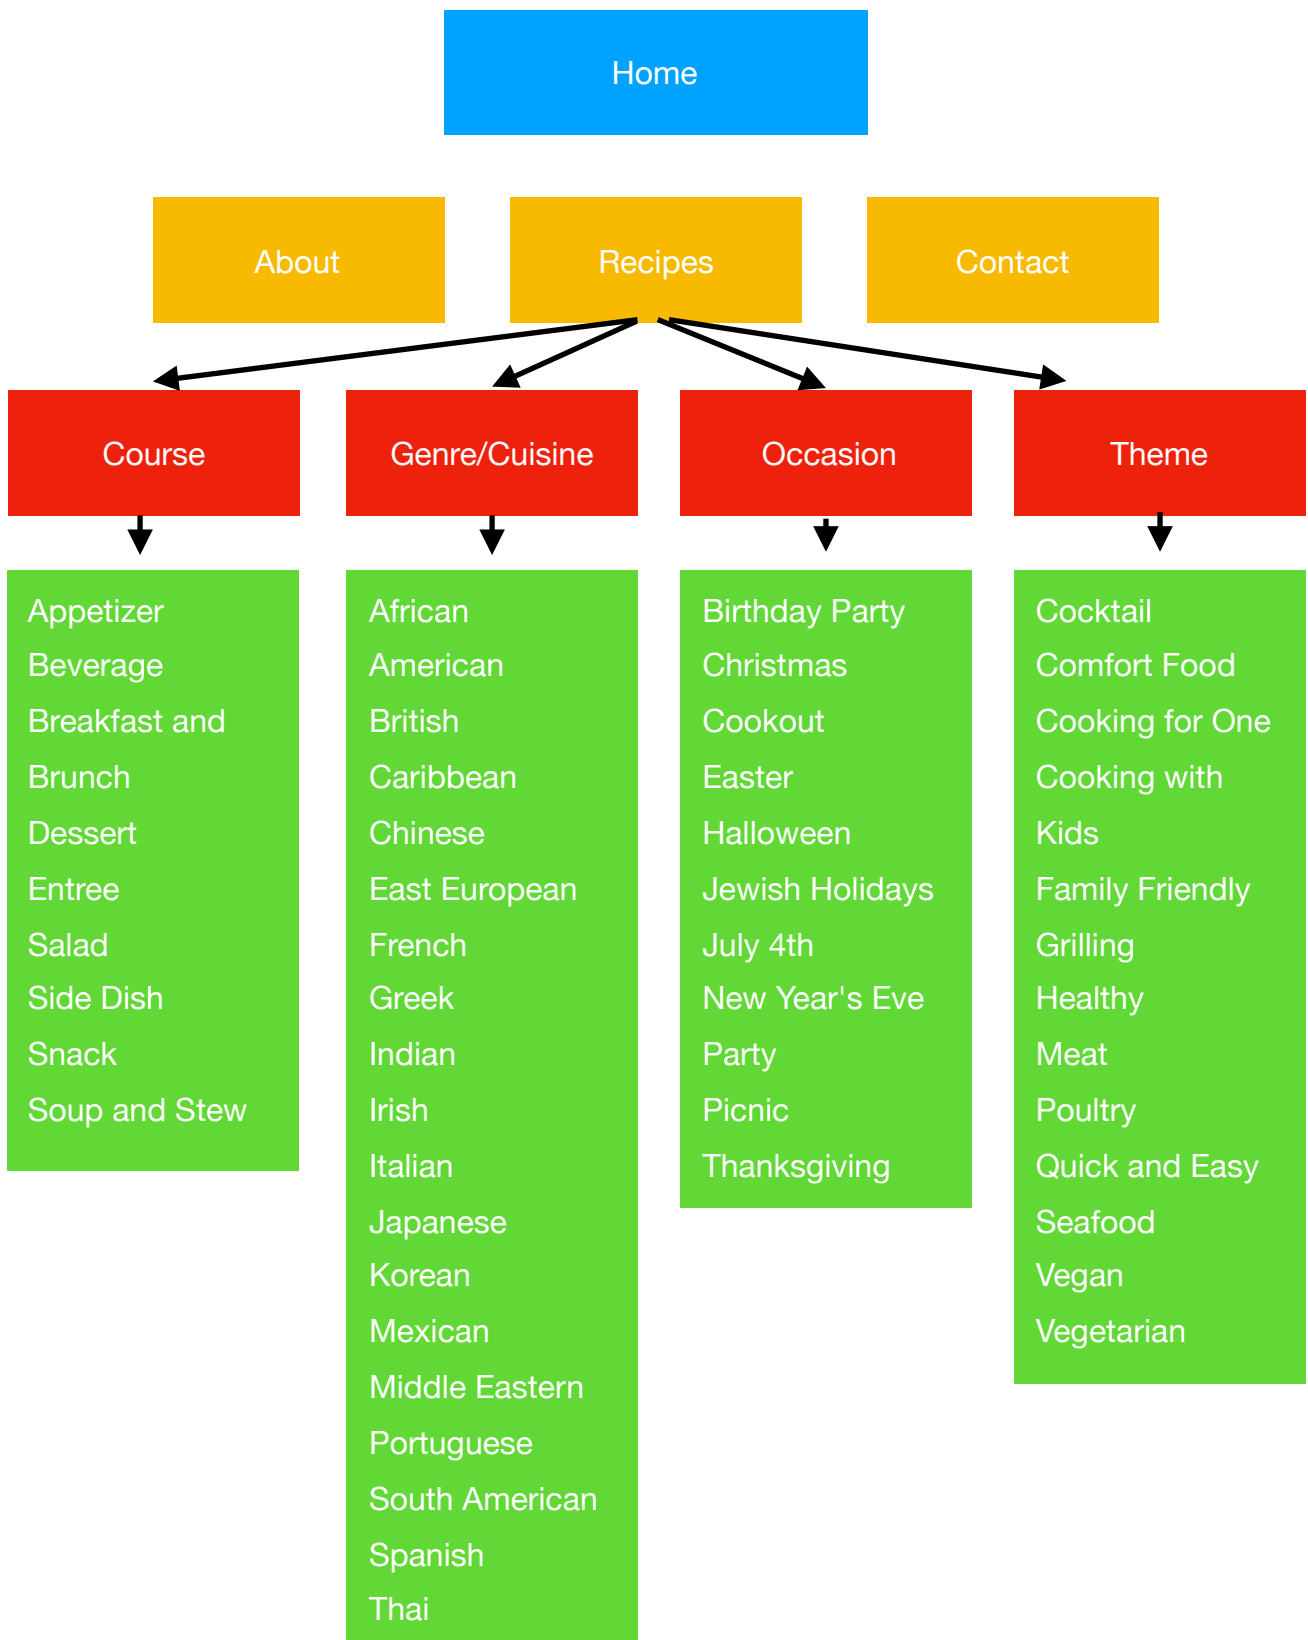 Home
About
Recipes
Contact
Course
Genre/Cuisine
Occasion
Theme
Appetizer
Beverage
Breakfast and
Brunch
Dessert
Entree
Salad
Side Dish
Snack
Soup and Stew
African
American
British
Caribbean
Chinese
East European
French
Greek
Indian
Irish
Italian
Japanese
Korean
Mexican
Middle Eastern
Portuguese
South American
Spanish
Thai
Birthday Party
Christmas
Cookout
Easter
Halloween
Jewish Holidays
July 4th
New Year's Eve
Party
Picnic
Thanksgiving
Cocktail
Comfort Food
Cooking for One
Cooking with
Kids
Family Friendly
Grilling
Healthy
Meat
Poultry
Quick and Easy
Seafood
Vegan
Vegetarian